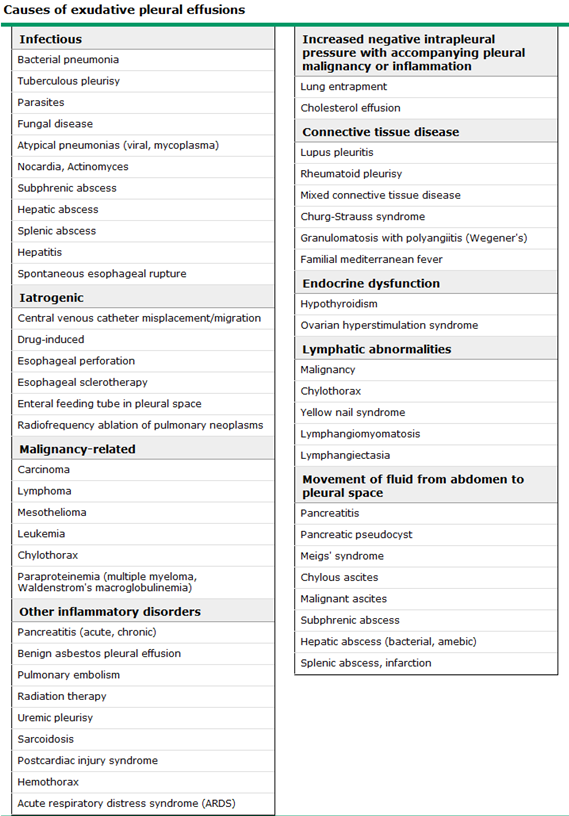 Causes of exudative pleural effusions
Infectious
Bacterial pneumonia
Tuberculous pleurisy
Parasites
Fungal disease
Atypical pneumonias (viral, mycoplasma)
Nocardia, Actinomyces
Subphrenic abscess
Hepatic abscess
Splenic abscess
Hepatitis
Spontaneous esophageal rupture
Iatrogenic
Central venous catheter misplacement/migration
Drug-induced
Esophageal perforation
Esophageal sclerotherapy
Enteral feeding tube in pleural space
Radiofrequency ablation of pulmonary neoplasms
Malignancy-related
Carcinoma
Lymphoma
Mesothelioma
Leukemia
Chylothorax
Paraproteinemia (multiple myeloma,
Waldenstrom's macroglobulinemia)
Other inflammatory disorders
Pancreatitis (acute, chronic)
Benign asbestos pleural effusion
Pulmonary embolism
Radiation therapy
Uremic pleurisy
Sarcoidosis
Postcardiac injury syndrome
Hemothorax
Acute respiratory distress syndrome (ARDS)
Increased negative intrapleural
pressure with accompanying pleural
malignancy or inflammation
Lung entrapment
Cholesterol effusion
Connective tissue disease
Lupus pleuritis
Rheumatoid pleurisy
Mixed connective tissue disease
Churg-Strauss syndrome
Granulomatosis with polyangiitis (Wegener's)
Familial mediterranean fever
Endocrine dysfunction
Hypothyroidism
Ovarian hyperstimulation syndrome
Lymphatic abnormalities
Malignancy
Chylothorax
Yellow nail syndrome
Lymphangiomyomatosis
Lymphangiectasia
Movement of fluid from abdomen to
pleural space
Pancreatitis
Pancreatic pseudocyst
Meigs' syndrome
Chylous ascites
Malignant ascites
Subphrenic abscess
Hepatic abscess (bacterial, amebic)
Splenic abscess, infarction